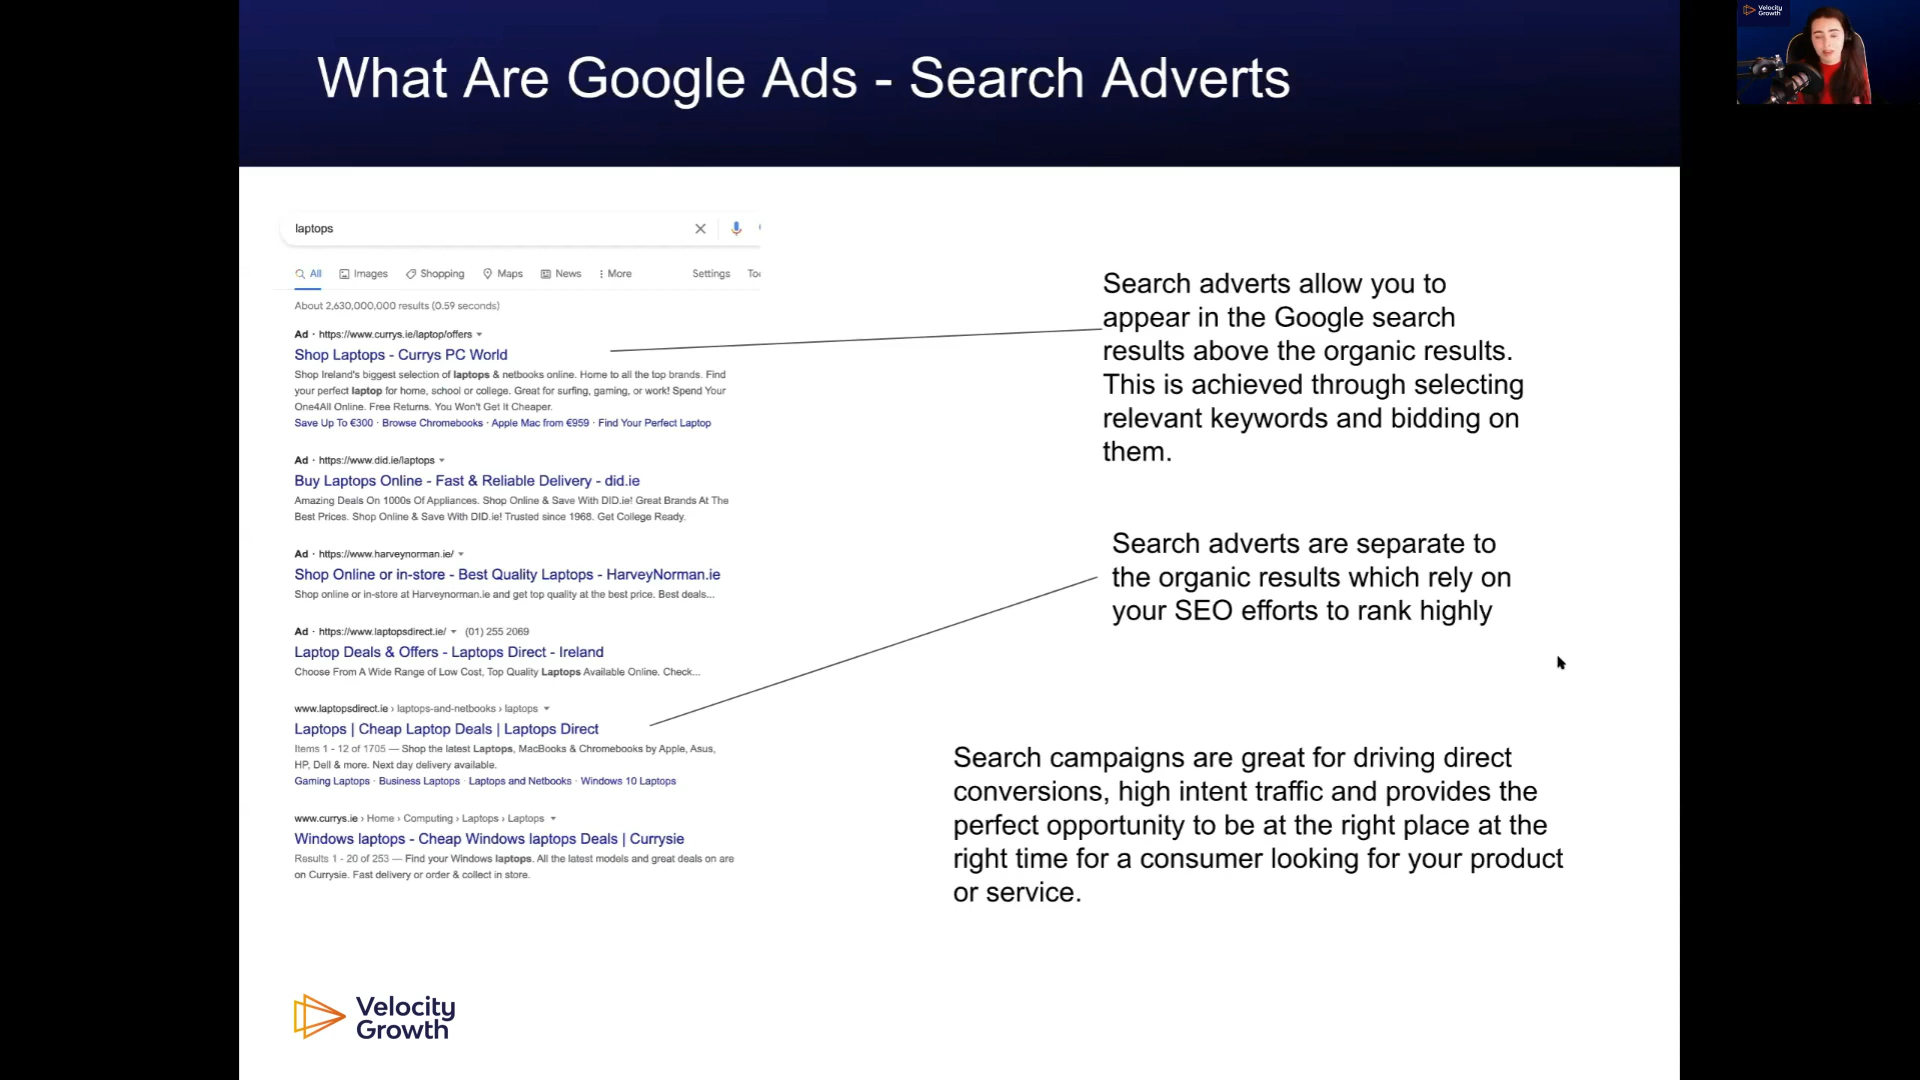 What Are Google Ads - Search Adverts
Velocity
Growth
laptops
All Images Shopping Maps News More Settings
About 2,630,000,000 results (0.59 seconds)
Ad · https://www.currys.ie/laptop/offers
Shop Laptops - Currys PC World
Shop Ireland's biggest selection of laptops & netbooks online. Home to all the top brands. Find
your perfect laptop for home, school or college. Great for surfing, gaming, or work! Spend Your
One4All Online. Free Returns. You Won't Get It Cheaper.
Save Up To €300 · Browse Chromebooks · Apple Mac from €959 · Find Your Perfect Laptop
Ad · https://www.did.ie/laptops
Buy Laptops Online - Fast & Reliable Delivery - did.ie
Amazing Deals On 1000s Of Appliances. Shop Online & Save With DID.ie! Great Brands At The
Best Prices. Shop Online & Save With DID.ie! Trusted since 1968. Get College Ready.
Ad · https://www.harveynorman.ie/
Shop Online or in-store - Best Quality Laptops - HarveyNorman.ie
Shop online or in-store at Harveynorman.ie and get top quality at the best price. Best deals...
Ad · https://www.laptopsdirect.ie/ (01) 255 2069
Laptop Deals & Offers - Laptops Direct - Ireland
Choose From A Wide Range of Low Cost, Top Quality Laptops Available Online. Check...
www.laptopsdirect.ie › laptops-and-netbooks › laptops
Laptops | Cheap Laptop Deals | Laptops Direct
Items 1 - 12 of 1705 — Shop the latest Laptops, MacBooks & Chromebooks by Apple, Asus,
HP, Dell & more. Next day delivery available.
Gaming Laptops · Business Laptops · Laptops and Netbooks · Windows 10 Laptops
www.currys.ie › Home › Computing › Laptops › Laptops
Windows laptops - Cheap Windows laptops Deals | Currysie
Results 1 - 20 of 253 — Find your Windows laptops. All the latest models and great deals on are
on Currysie. Fast delivery or order & collect in store.
Search adverts allow you to
appear in the Google search
results above the organic results.
This is achieved through selecting
relevant keywords and bidding on
them.
Search adverts are separate to
the organic results which rely on
your SEO efforts to rank highly
Search campaigns are great for driving direct
conversions, high intent traffic and provides the
perfect opportunity to be at the right place at the
right time for a consumer looking for your product
or service.
Velocity
Growth